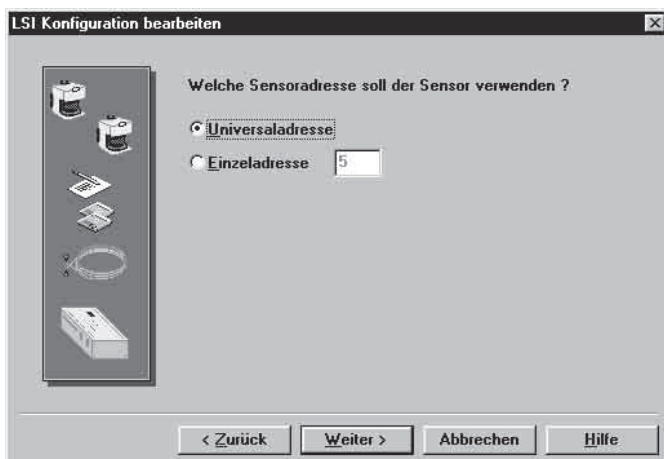 LSI Konfiguration bearbeiten
Welche Sensoradresse soll der Sensor verwenden ?
Universaladresse
Einzeladresse 5
< Zurück Weiter > Abbrechen Hilfe